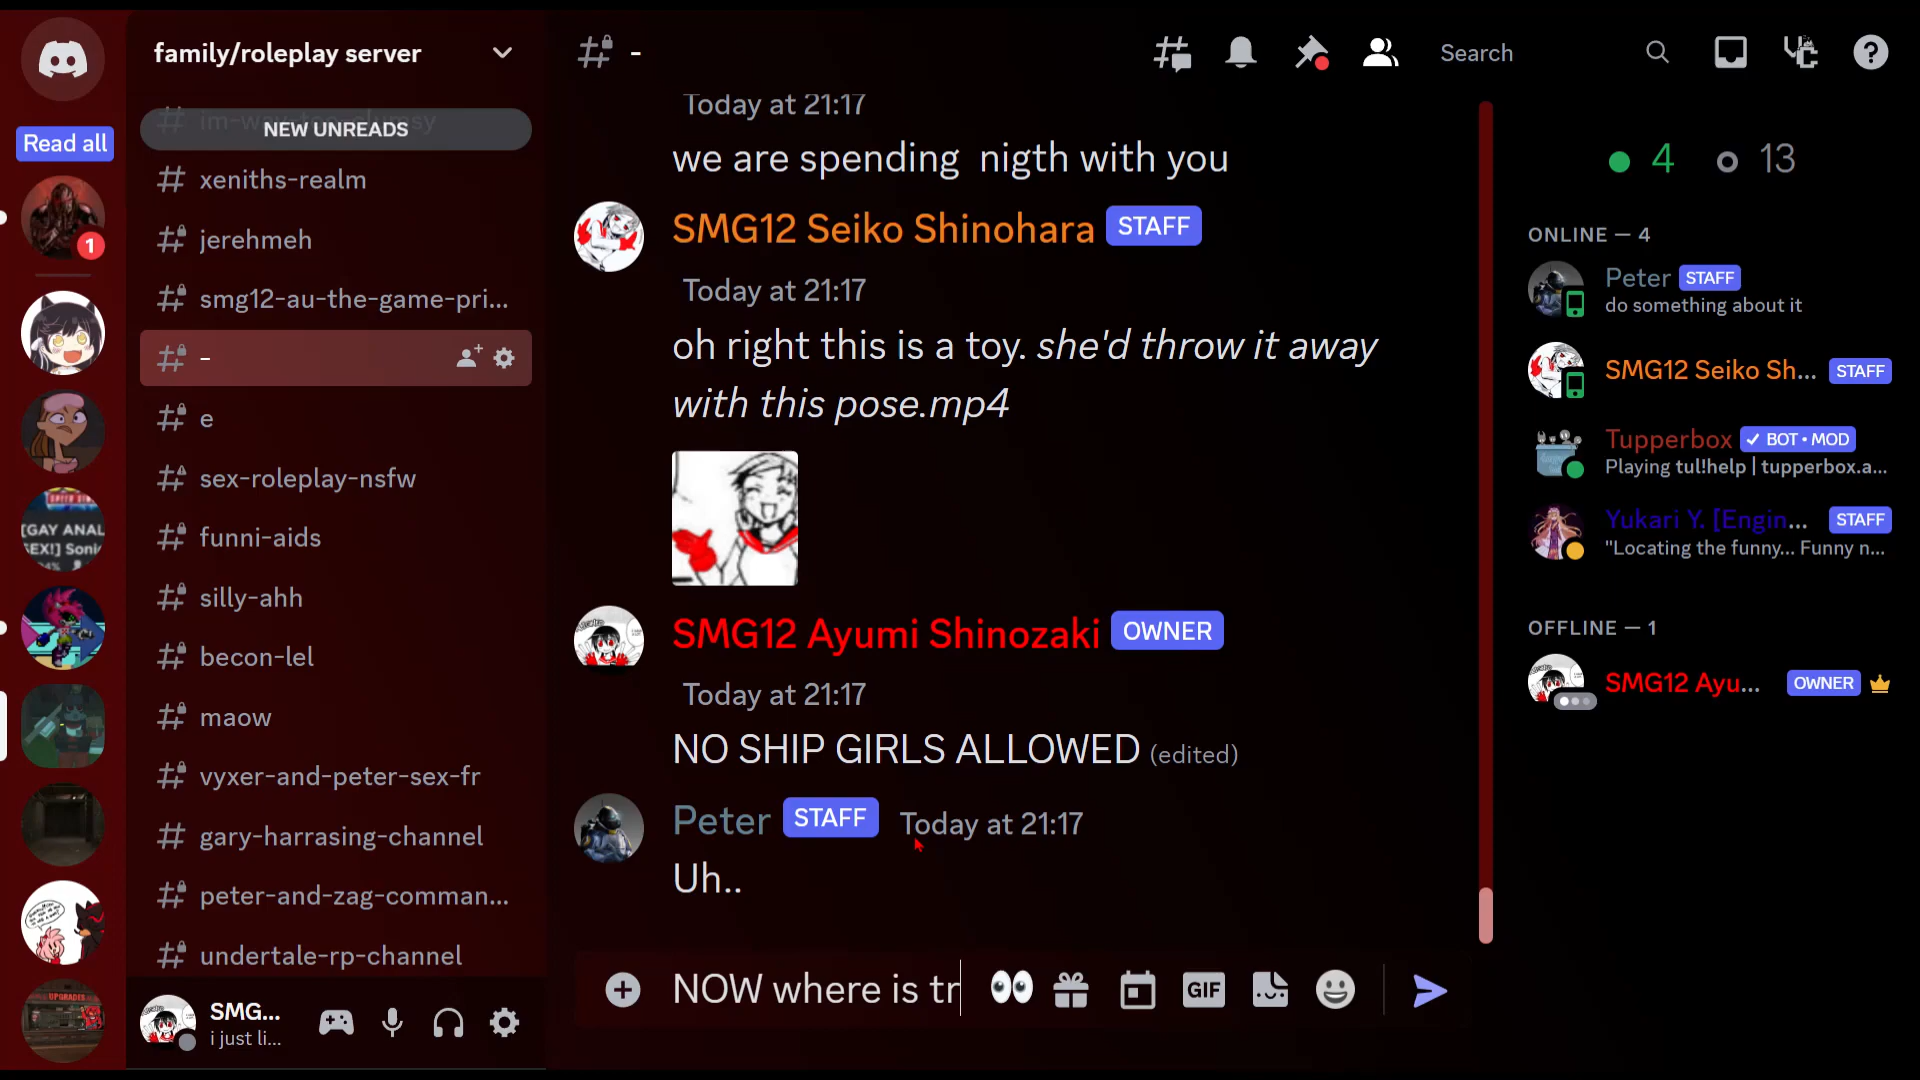 family/roleplay server
NEW UNREADS
Read all
xeniths-realm
jerehmeh
smg12-au-the-game-pri...
-
e
sex-roleplay-nsfw
funni-aids
silly-ahh
becon-lel
maow
vyxer-and-peter-sex-fr
gary-harrasing-channel
peter-and-zag-comman...
undertale-rp-channel
1
[GAY ANAL
SEX!] Soni
UPGRADES
SMG...
i just li...
-
Search
Today at 21:17
we are spending nigth with you
SMG12 Seiko Shinohara STAFF
Today at 21:17
oh right this is a toy. she'd throw it away
with this pose.mp4
SMG12 Ayumi Shinozaki OWNER
Today at 21:17
NO SHIP GIRLS ALLOWED (edited)
Peter STAFF Today at 21:17
Uh..
NOW where is tr
GIF
4 13
ONLINE — 4
Peter STAFF
do something about it
SMG12 Seiko Sh... STAFF
Tupperbox ✓ BOT • MOD
Playing tul!help | tupperbox.a...
Yukari Y. [Engin... STAFF
"Locating the funny... Funny n...
OFFLINE — 1
SMG12 Ayu... OWNER